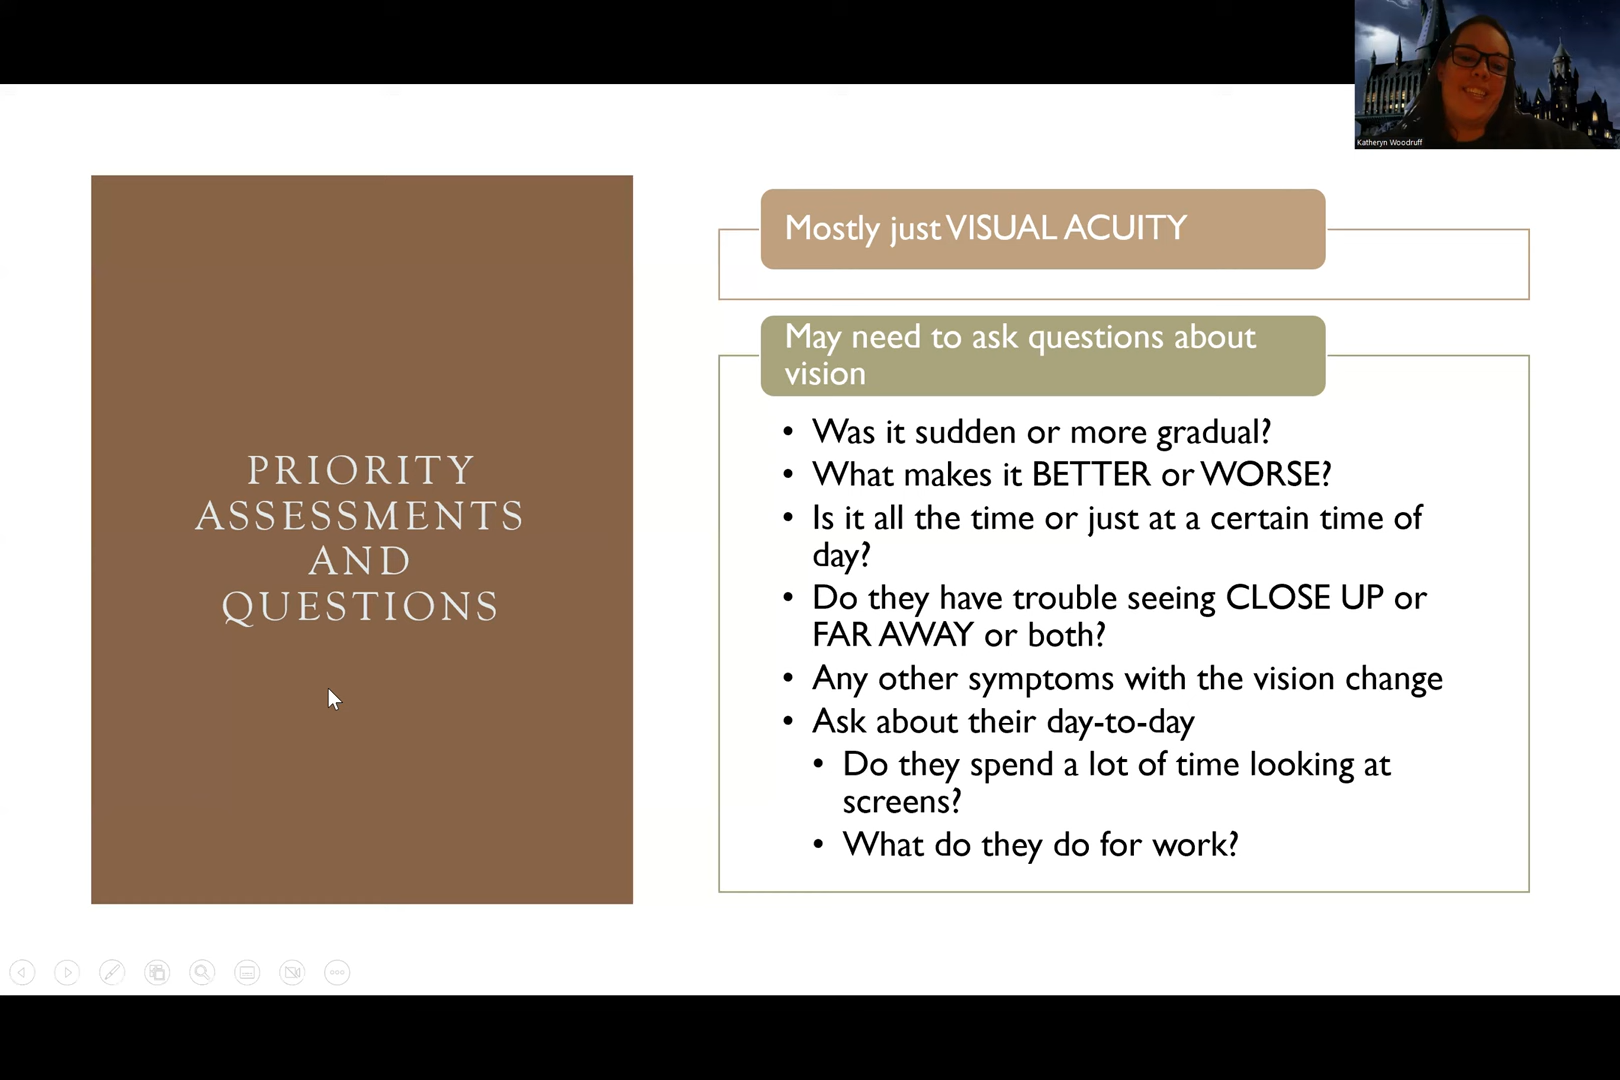 Katheryn Woodruff
PRIORITY
ASSESSMENTS
AND
QUESTIONS
Mostly just VISUAL ACUITY
May need to ask questions about
vision
• Was it sudden or more gradual?
• What makes it BETTER or WORSE?
• Is it all the time or just at a certain time of
day?
• Do they have trouble seeing CLOSE UP or
FAR AWAY or both?
• Any other symptoms with the vision change
• Ask about their day-to-day
• Do they spend a lot of time looking at
screens?
• What do they do for work?